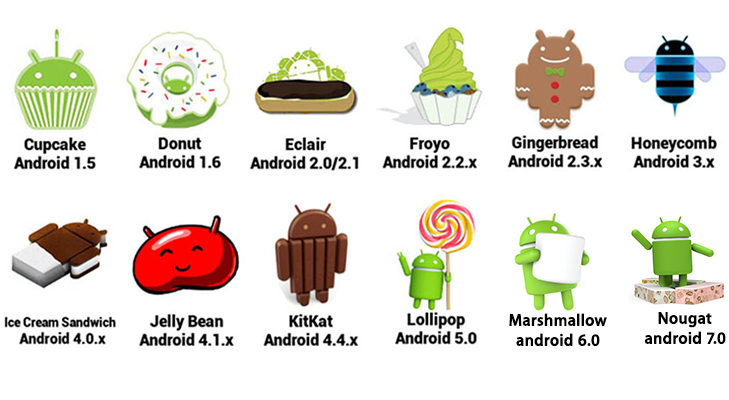 Cupcake
Android 1.5
Donut
Android 1.6
Eclair
Android 2.0/2.1
Froyo
Android 2.2.x
Gingerbread
Android 2.3.x
Honeycomb
Android 3.x
Ice Cream Sandwich
Android 4.0.x
Jelly Bean
Android 4.1.x
KitKat
Android 4.4.x
Lollipop
Android 5.0
Marshmallow
android 6.0
Nougat
android 7.0